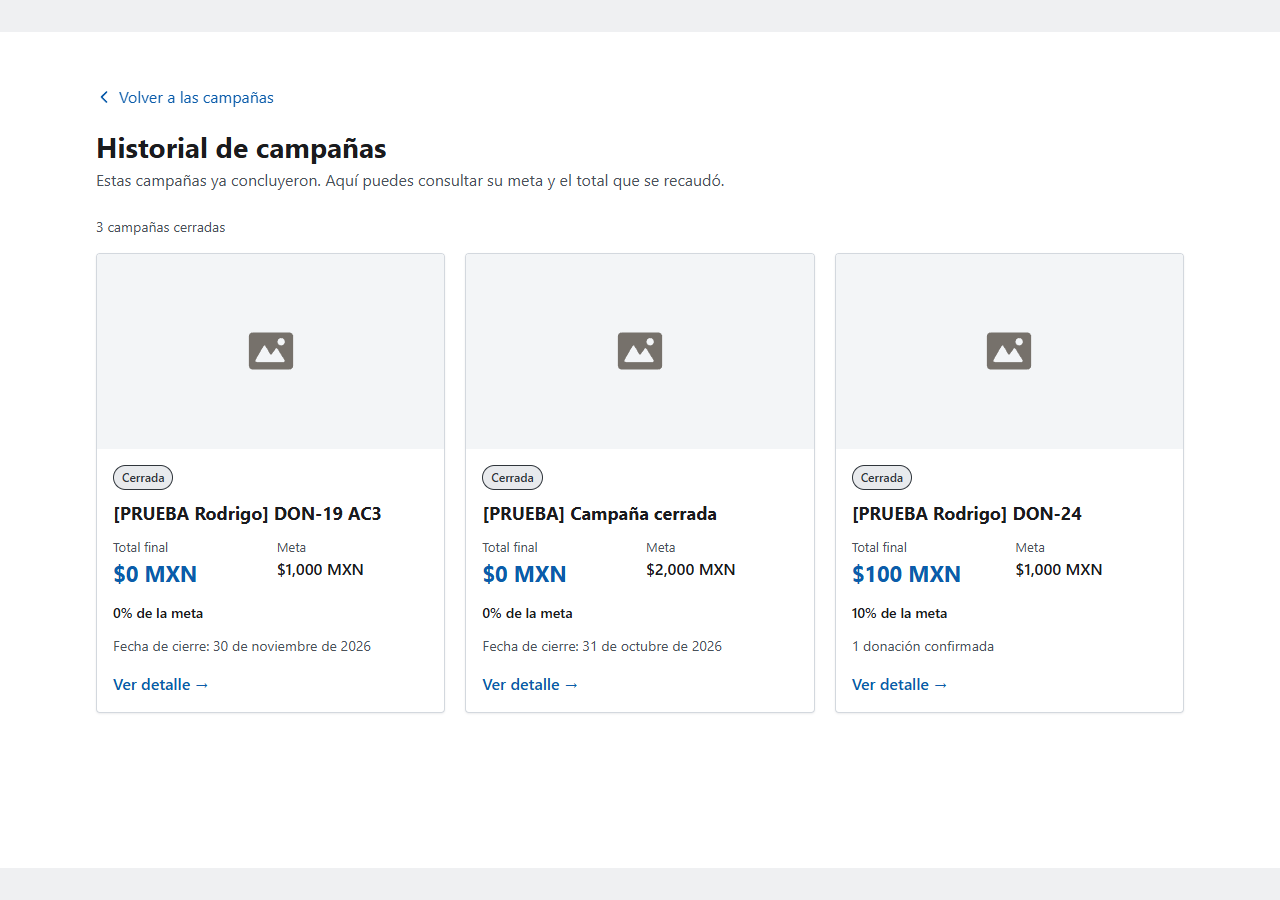 Volver a las campañas
Historial de campañas
Estas campañas ya concluyeron. Aquí puedes consultar su meta y el total que se recaudó.
3 campañas cerradas
Cerrada
[PRUEBA Rodrigo] DON-19 AC3
Total final
Meta
$0 MXN
$1,000 MXN
0% de la meta
Fecha de cierre: 30 de noviembre de 2026
Ver detalle →
Cerrada
[PRUEBA] Campaña cerrada
Total final
Meta
$0 MXN
$2,000 MXN
0% de la meta
Fecha de cierre: 31 de octubre de 2026
Ver detalle →
Cerrada
[PRUEBA Rodrigo] DON-24
Total final
Meta
$100 MXN
$1,000 MXN
10% de la meta
1 donación confirmada
Ver detalle →